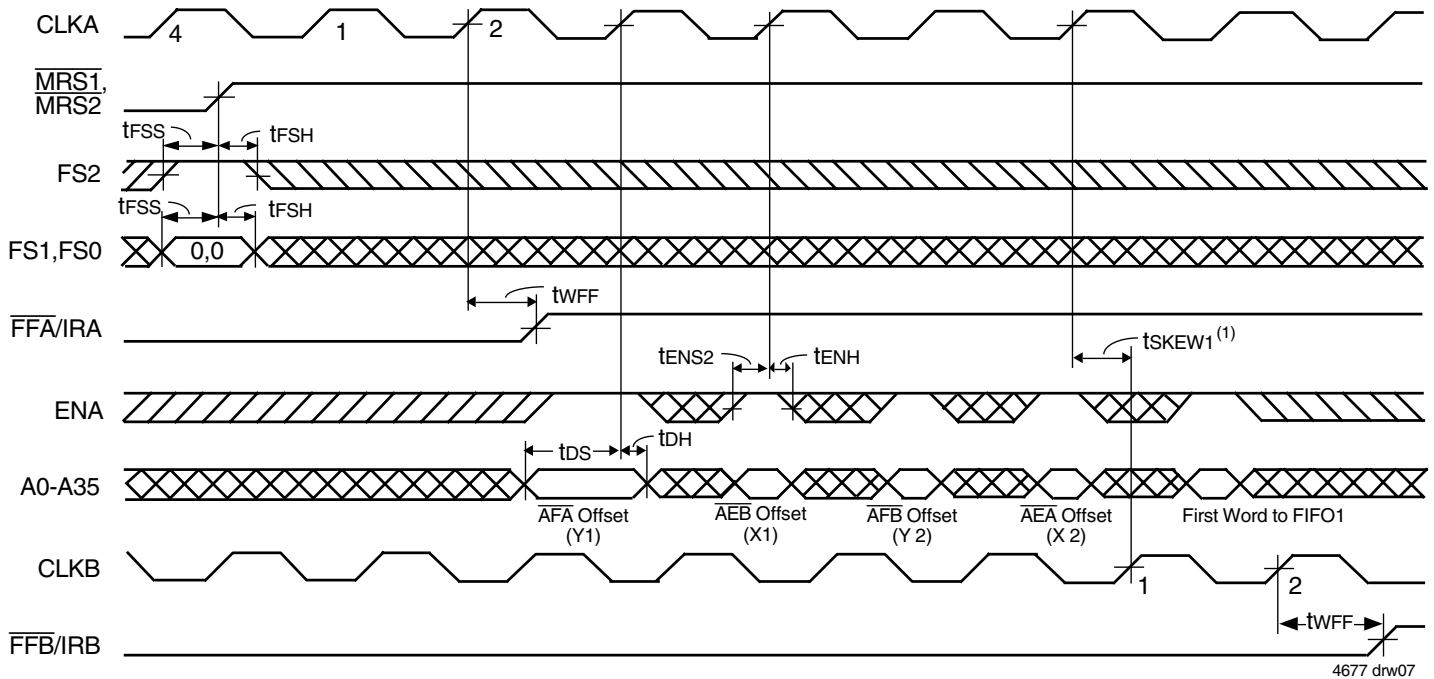 CLKA
4
1
2
MRS1,
MRS2
tFSS
tFSH
FS2
tFSS
tFSH
FS1,FS0
0,0
tWFF
FFA/IRA
tSKEW1(1)
tENS2
tENH
ENA
tDS
tDH
A0-A35
AFA Offset
(Y1)
AEB Offset
(X1)
AFB Offset
(Y 2)
AEA Offset
(X 2)
First Word to FIFO1
CLKB
1
2
tWFF
FFB/IRB
4677 drw07